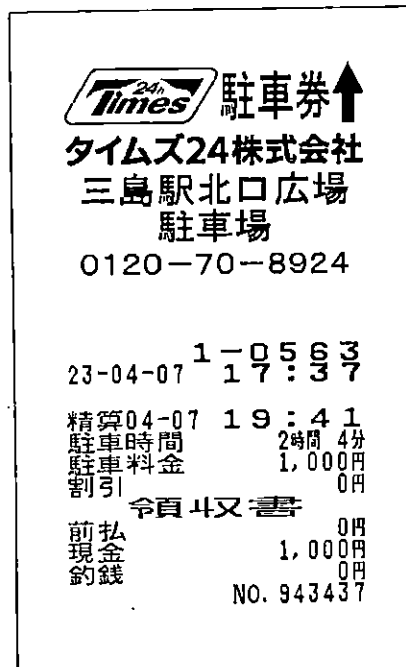 24h Times 駐車券↑
タイムズ24株式会社
三島駅北口広場
駐車場
0120-70-8924
1-0563
23-04-07 17:37
精算04-07 19:41
駐車時間 2時間 4分
駐車料金 1,000円
割引 0円
領収書
前払 0円
現金 1,000円
釣銭 0円
NO. 943437